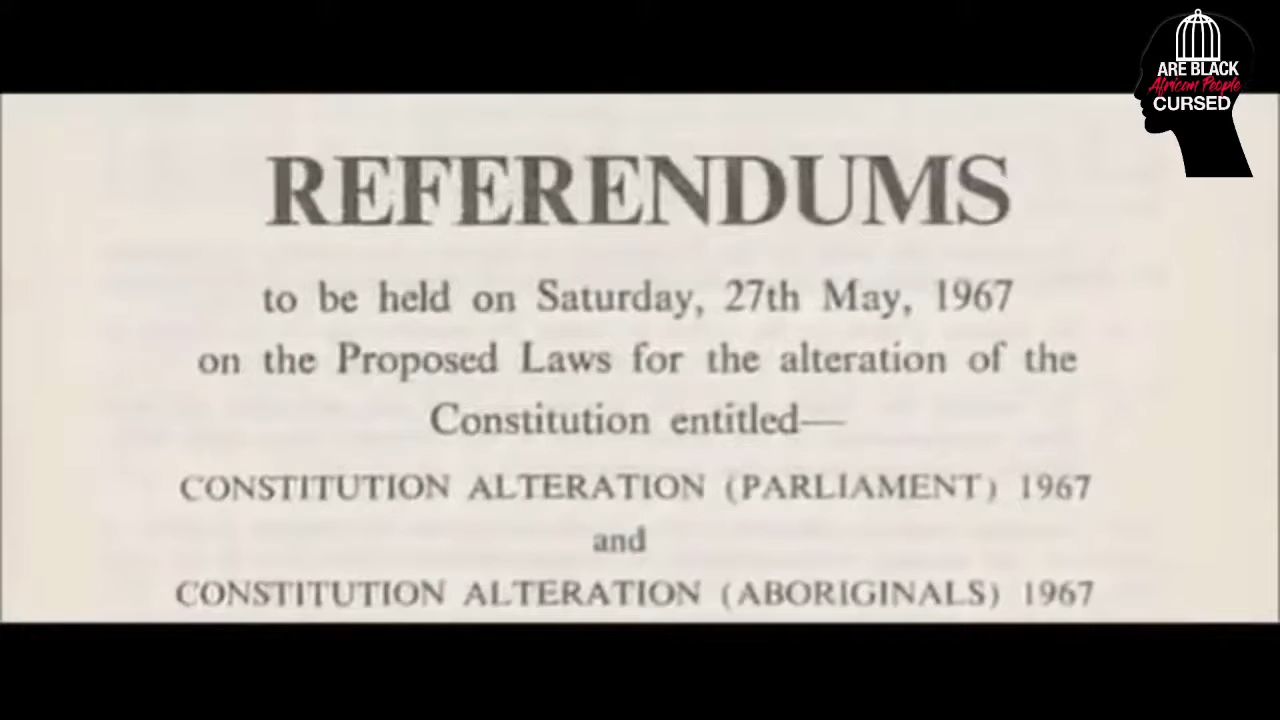 ARE BLACK
African People
CURSED
REFERENDUMS
to be held on Saturday, 27th May, 1967
on the Proposed Laws for the alteration of the
Constitution entitled—
CONSTITUTION ALTERATION (PARLIAMENT) 1967
and
CONSTITUTION ALTERATION (ABORIGINALS) 1967